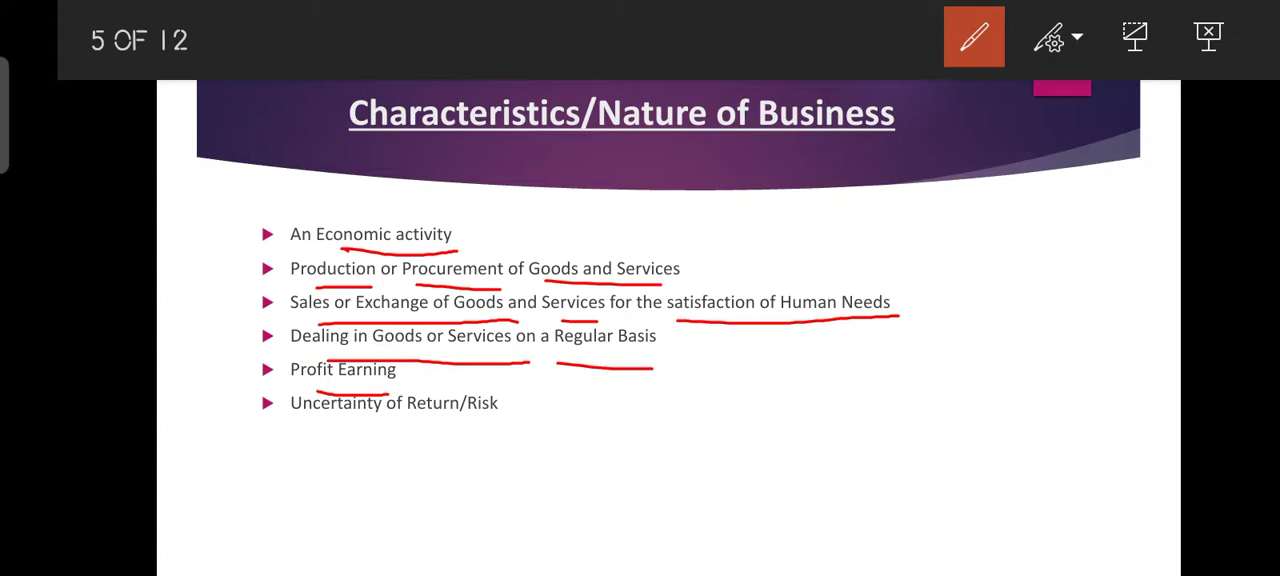 5 OF 12
Characteristics/Nature of Business
An Economic activity
Production or Procurement of Goods and Services
Sales or Exchange of Goods and Services for the satisfaction of Human Needs
Dealing in Goods or Services on a Regular Basis
Profit Earning
Uncertainty of Return/Risk